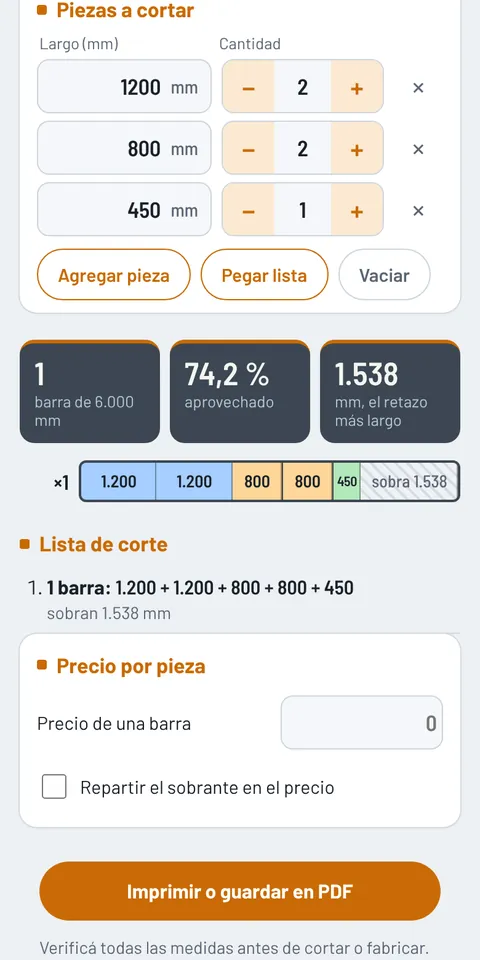 Piezas a cortar
Largo (mm) Cantidad
1200 mm − 2 + ×
800 mm − 2 + ×
450 mm − 1 + ×
Agregar pieza Pegar lista Vaciar
1 74,2 % 1.538
barra de 6.000 aprovechado mm, el retazo
mm más largo
×1 1.200 1.200 800 800 450 sobra 1.538
Lista de corte
1. 1 barra: 1.200 + 1.200 + 800 + 800 + 450
sobran 1.538 mm
Precio por pieza
Precio de una barra 0
Repartir el sobrante en el precio
Imprimir o guardar en PDF
Verificá todas las medidas antes de cortar o fabricar.